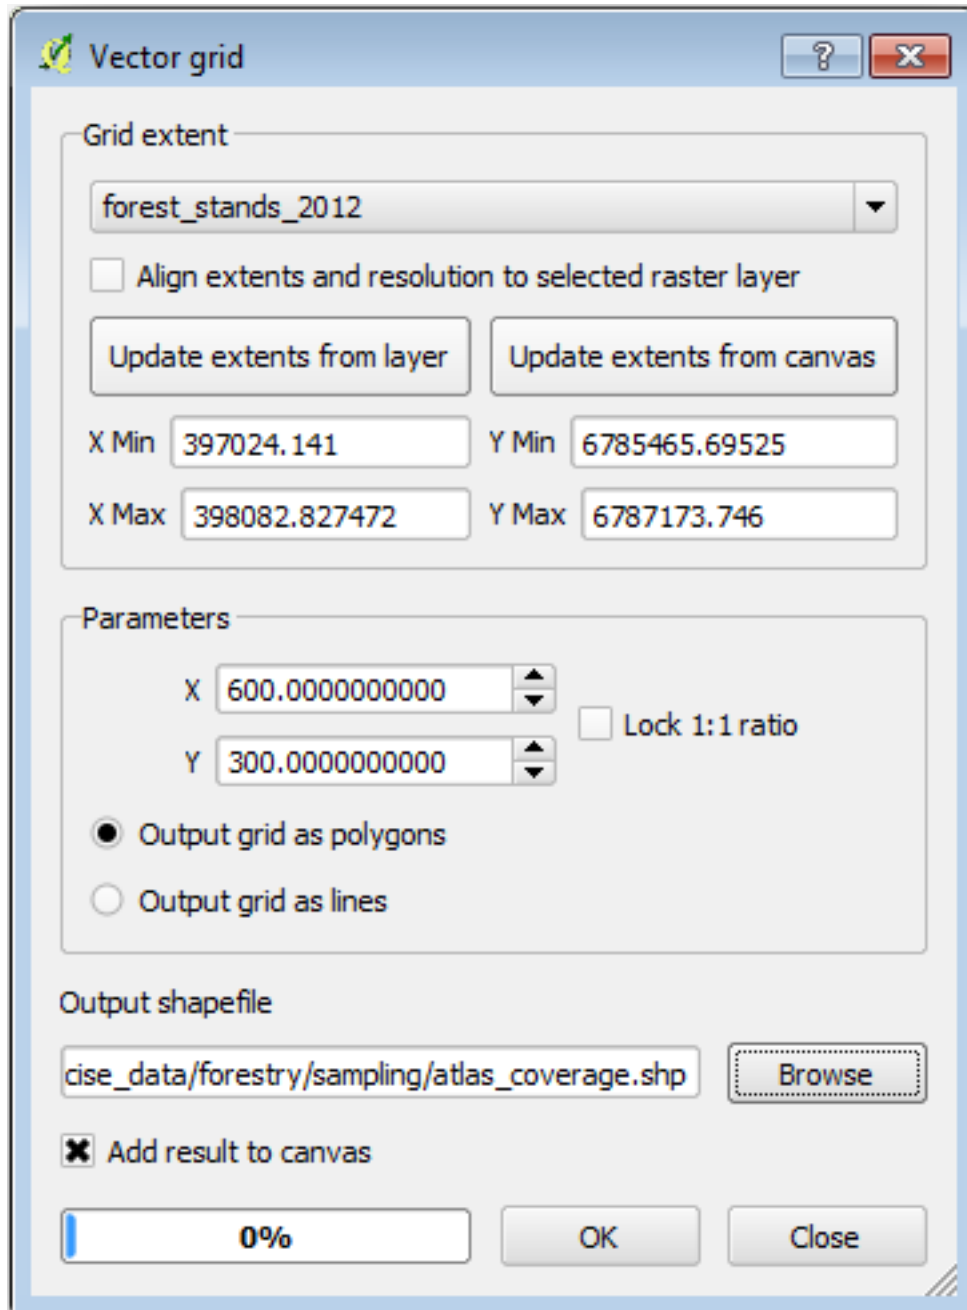 Vector grid
Grid extent
forest_stands_2012
Align extents and resolution to selected raster layer
Update extents from layer Update extents from canvas
X Min 397024.141 Y Min 6785465.69525
X Max 398082.827472 Y Max 6787173.746
Parameters
X 600.0000000000
Lock 1:1 ratio
Y 300.0000000000
Output grid as polygons
Output grid as lines
Output shapefile
cise_data/forestry/sampling/atlas_coverage.shp Browse
Add result to canvas
0% OK Close